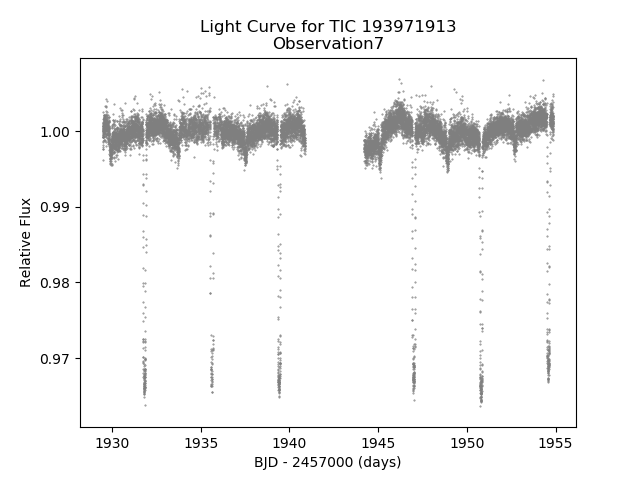 Light Curve for TIC 193971913
Observation7
1.00
0.99
0.98
0.97
Relative Flux
1930 1935 1940 1945 1950 1955
BJD - 2457000 (days)